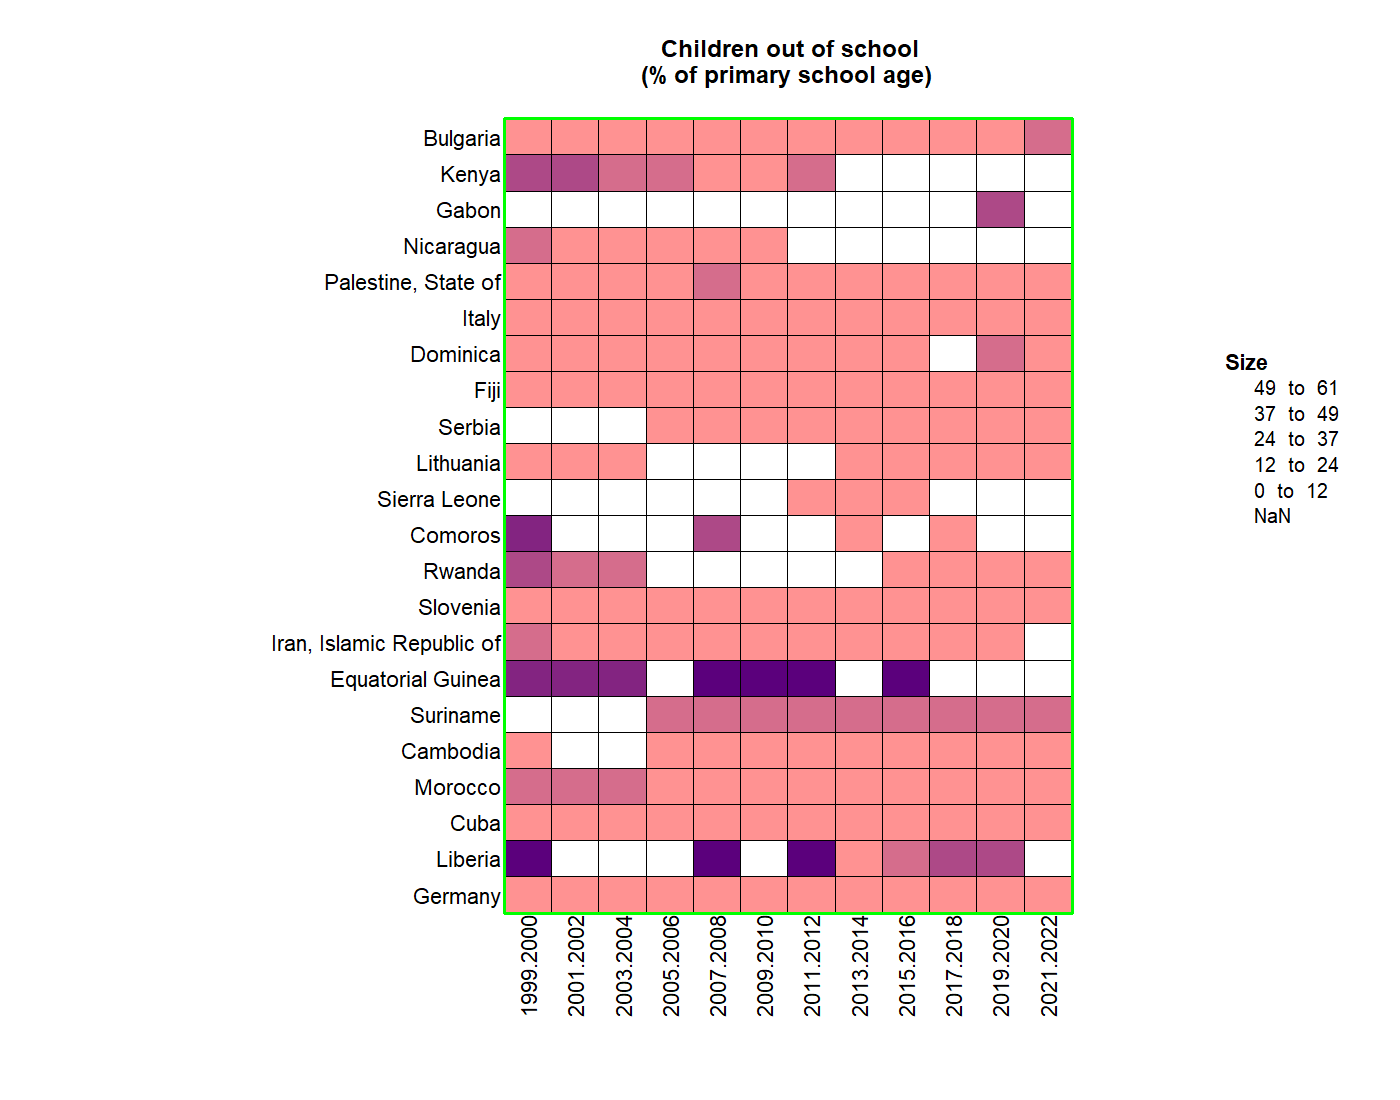 Children out of school
(% of primary school age)
Bulgaria
Kenya
Gabon
Nicaragua
Palestine, State of
Italy
Dominica
Fiji
Serbia
Lithuania
Sierra Leone
Comoros
Rwanda
Slovenia
Iran, Islamic Republic of
Equatorial Guinea
Suriname
Cambodia
Morocco
Cuba
Liberia
Germany
1999.2000
2001.2002
2003.2004
2005.2006
2007.2008
2009.2010
2011.2012
2013.2014
2015.2016
2017.2018
2019.2020
2021.2022
Size
49 to 61
37 to 49
24 to 37
12 to 24
0 to 12
NaN